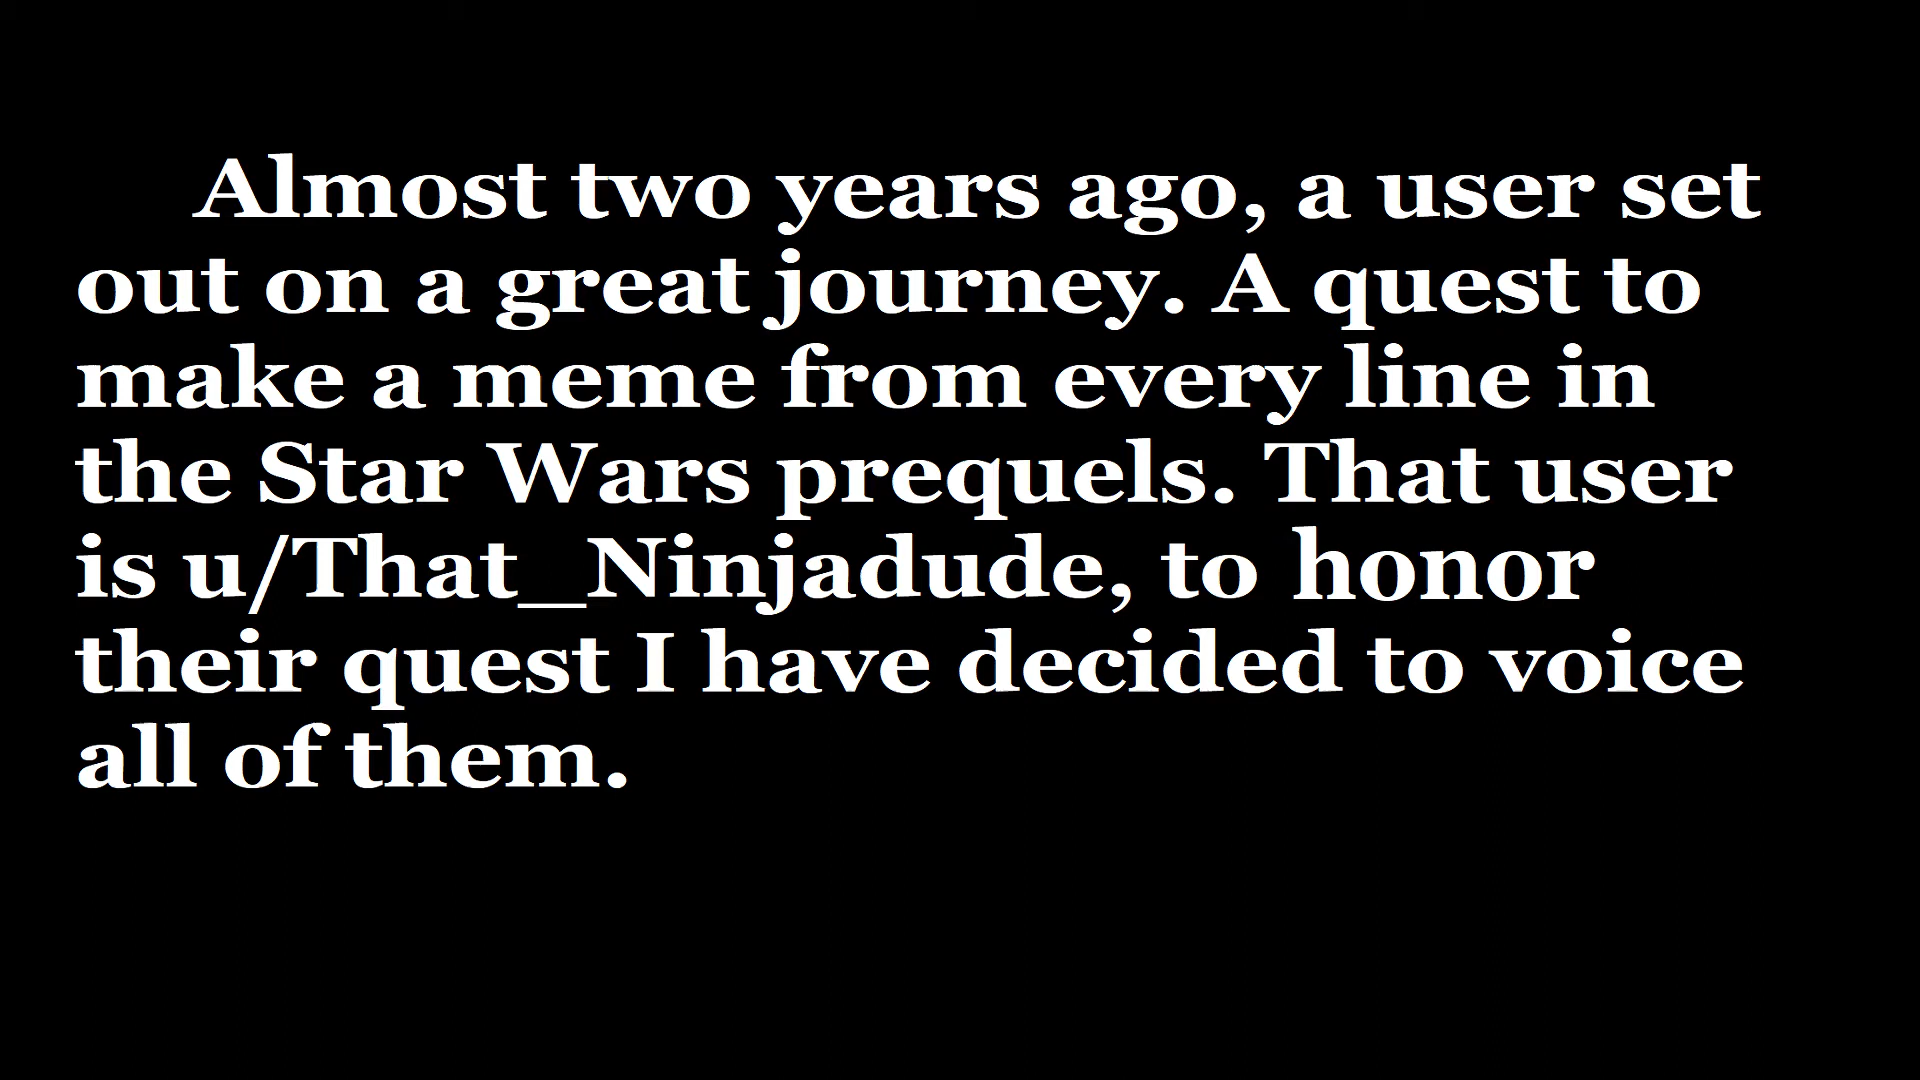 Almost two years ago, a user set
out on a great journey. A quest to
make a meme from every line in
the Star Wars prequels. That user
is u/That_Ninjadude, to honor
their quest I have decided to voice
all of them.